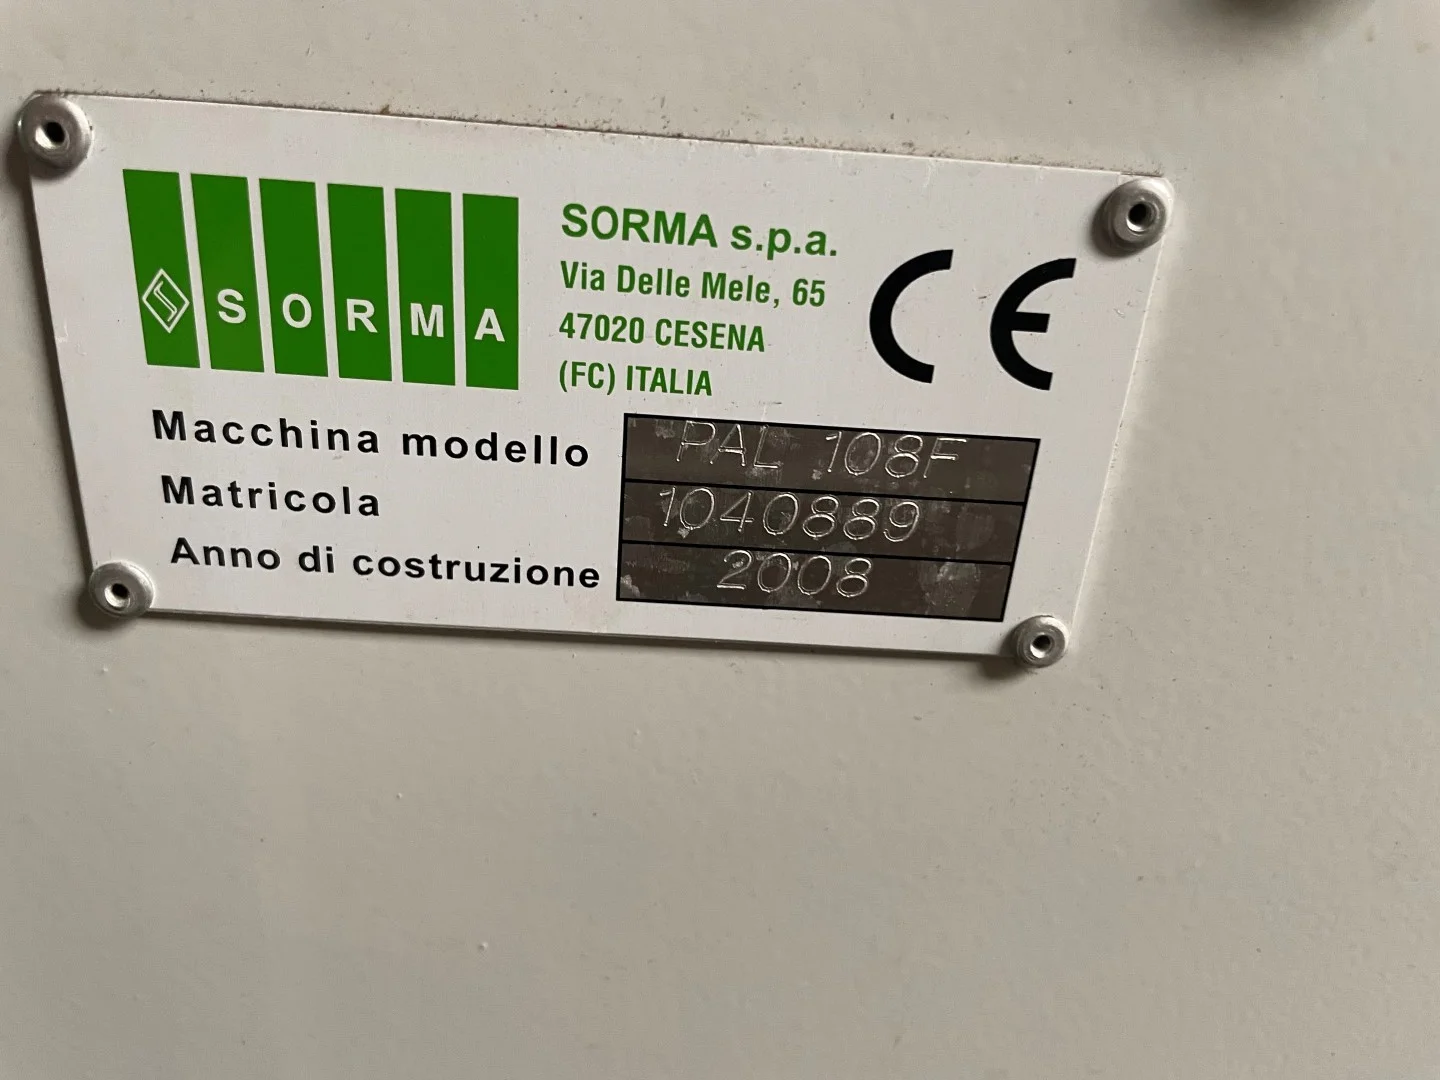 SORMA
SORMA s.p.a.
Via Delle Mele, 65
47020 CESENA
(FC) ITALIA
CE
Macchina modello PAL 108F
Matricola 1040889
Anno di costruzione 2008